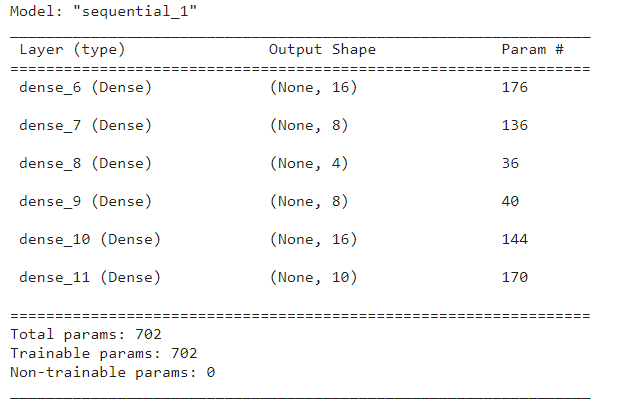 Model: "sequential_1"
_________________________________________________________________
Layer (type) Output Shape Param #
=================================================================
dense_6 (Dense) (None, 16) 176
dense_7 (Dense) (None, 8) 136
dense_8 (Dense) (None, 4) 36
dense_9 (Dense) (None, 8) 40
dense_10 (Dense) (None, 16) 144
dense_11 (Dense) (None, 10) 170
=================================================================
Total params: 702
Trainable params: 702
Non-trainable params: 0
_________________________________________________________________